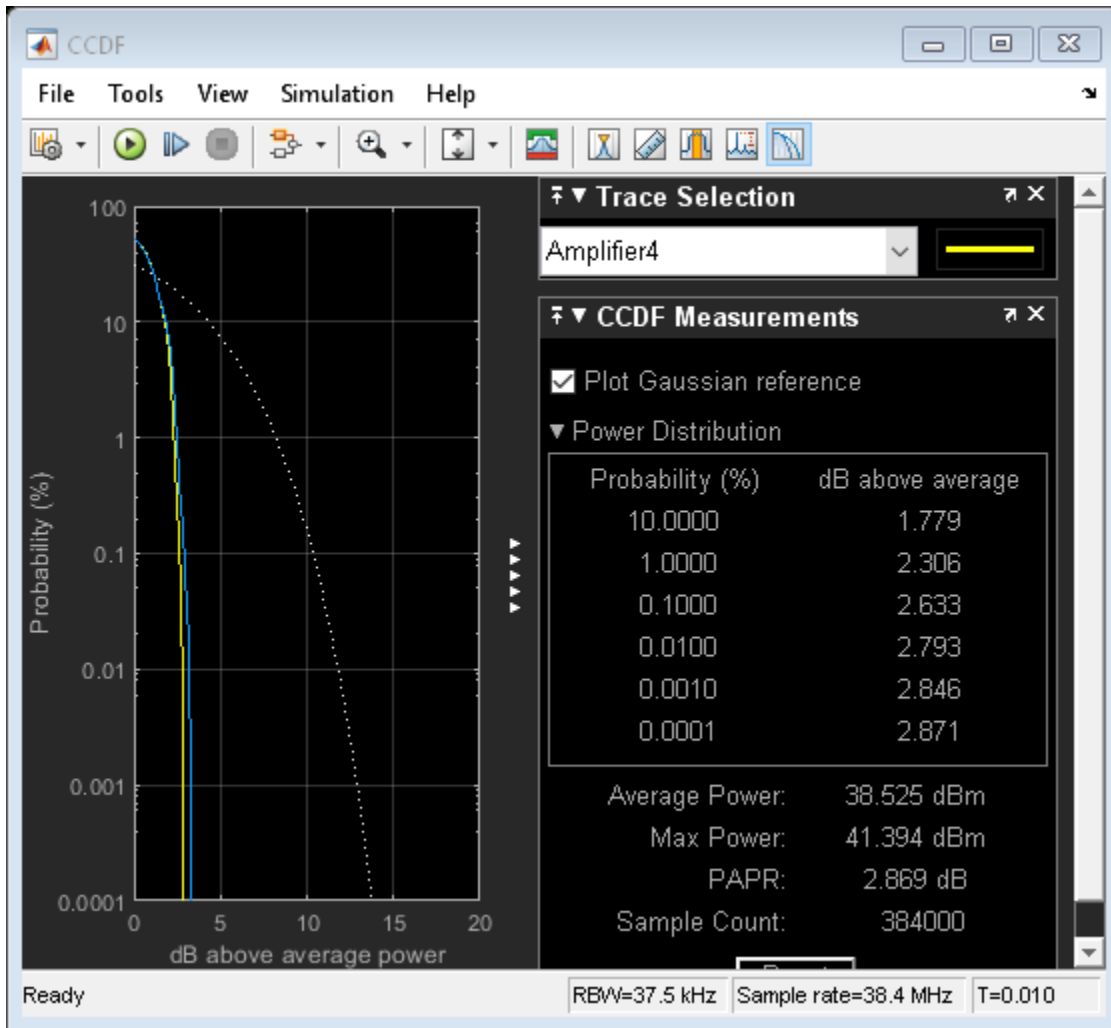 CCDF
File Tools View Simulation Help
Trace Selection
Amplifier4
CCDF Measurements
Plot Gaussian reference
Power Distribution
Probability (%) dB above average
10.0000 1.779
1.0000 2.306
0.1000 2.633
0.0100 2.793
0.0010 2.846
0.0001 2.871
Average Power: 38.525 dBm
Max Power: 41.394 dBm
PAPR: 2.869 dB
Sample Count: 384000
100
10
1
0.1
0.01
0.001
0.0001
Probability (%)
0 5 10 15 20
dB above average power
Ready RBW=37.5 kHz Sample rate=38.4 MHz T=0.010